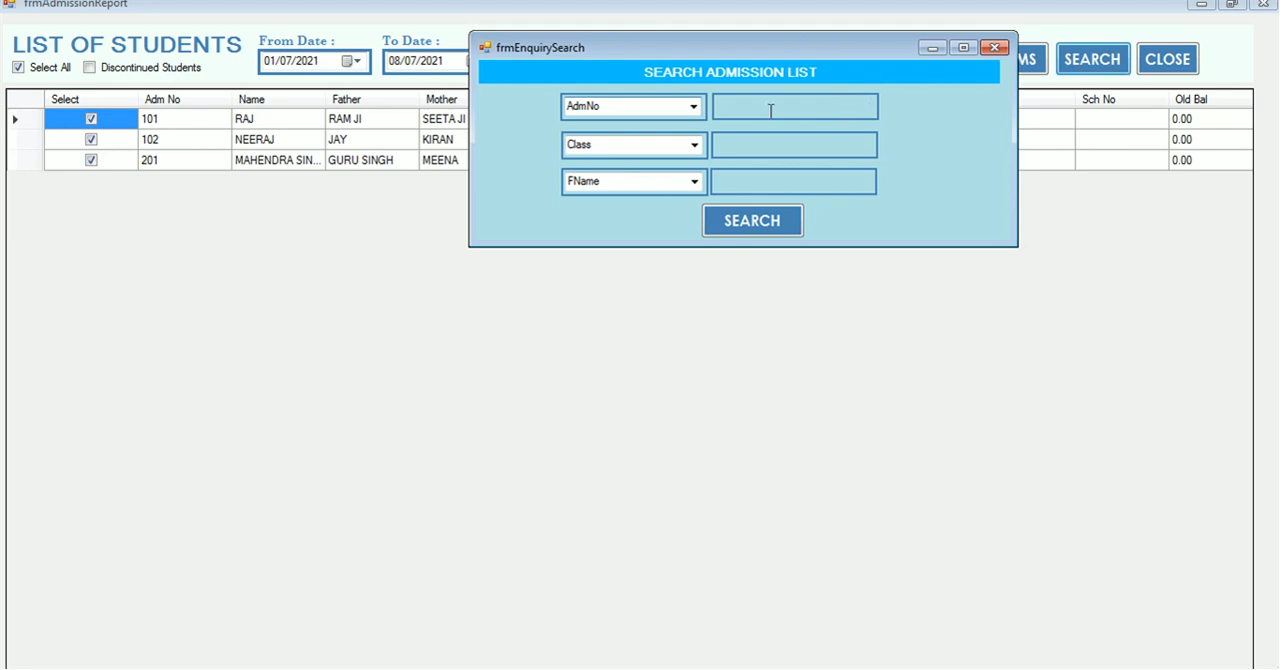 frmAdmissionReport
LIST OF STUDENTS
From Date :
To Date :
Select All
Discontinued Students
01/07/2021
08/07/2021
MS
SEARCH
CLOSE
frmEnquirySearch
SEARCH ADMISSION LIST
AdmNo
Class
FName
SEARCH
Select Adm No Name Father Mother Sch No Old Bal
101 RAJ RAM JI SEETA JI 0.00
102 NEERAJ JAY KIRAN 0.00
201 MAHENDRA SIN... GURU SINGH MEENA 0.00